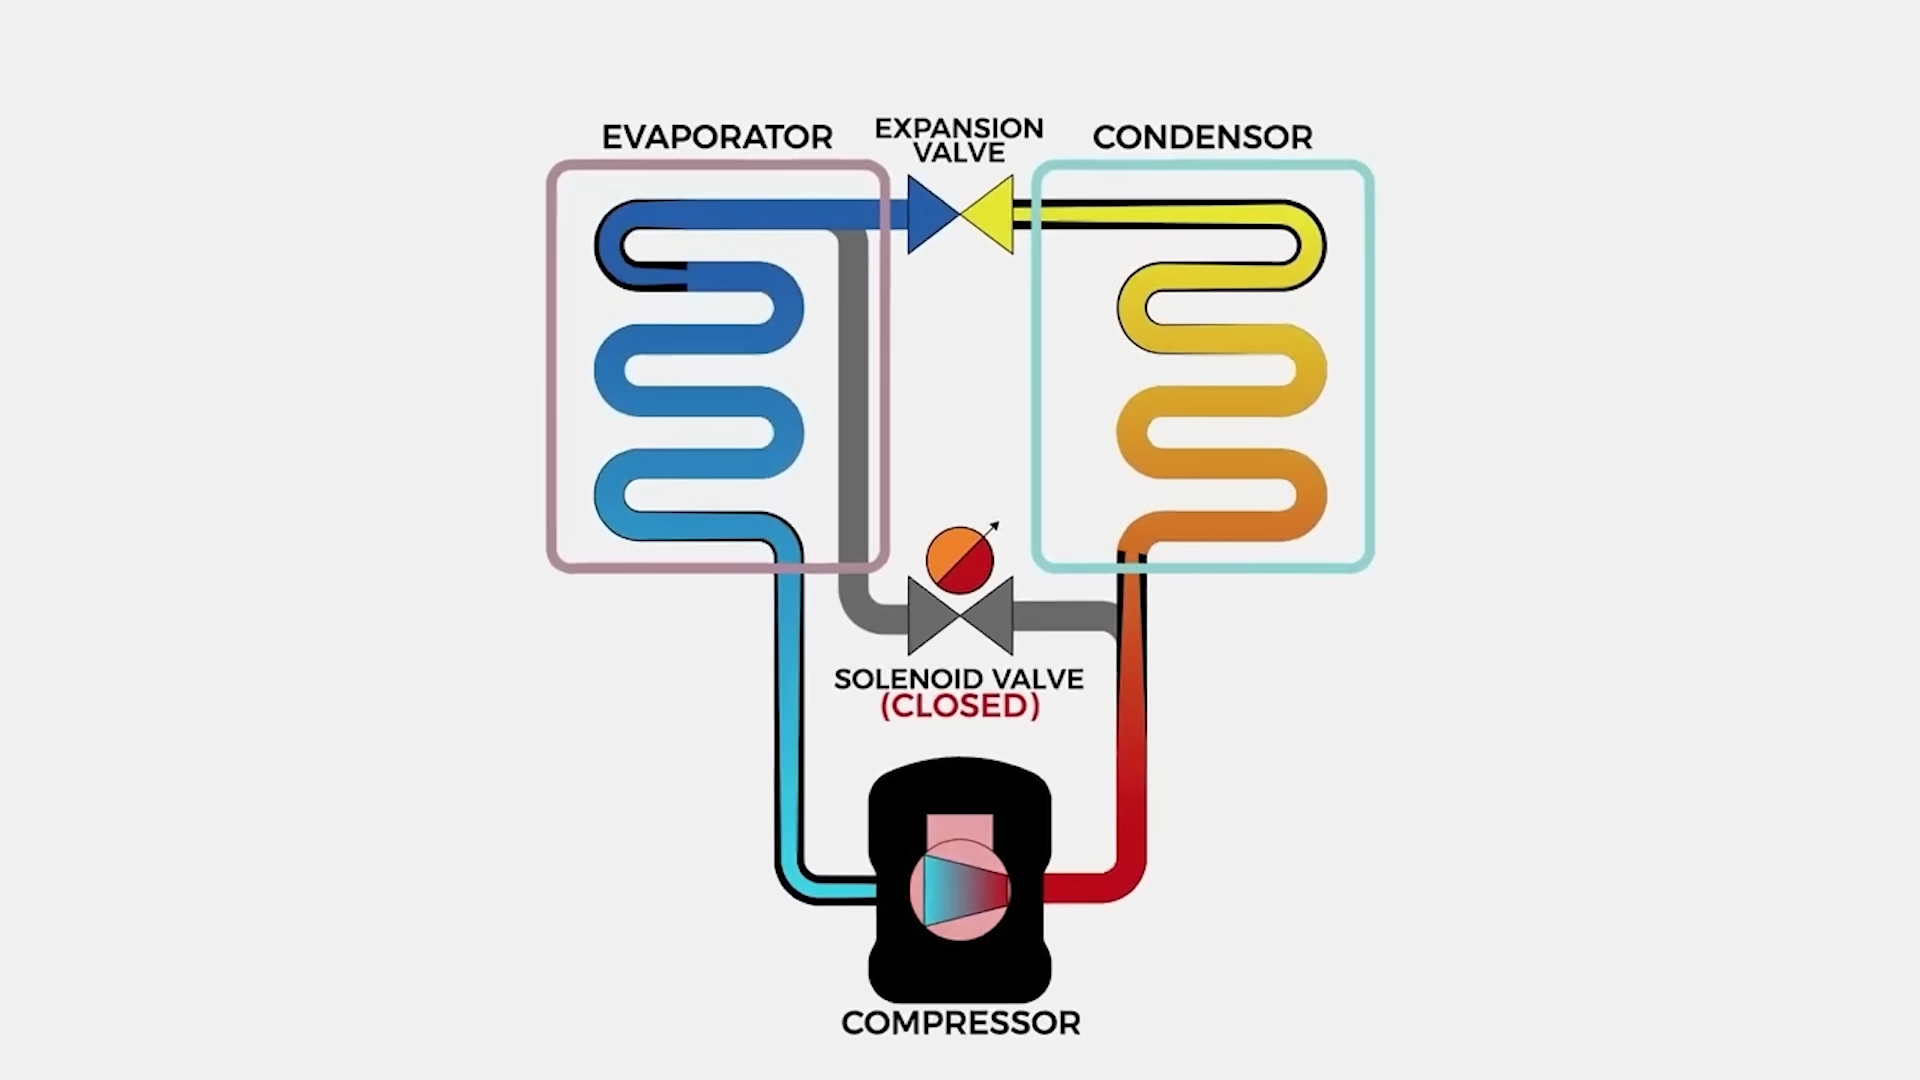 EVAPORATOR
EXPANSION
VALVE
CONDENSOR
SOLENOID VALVE
(CLOSED)
COMPRESSOR